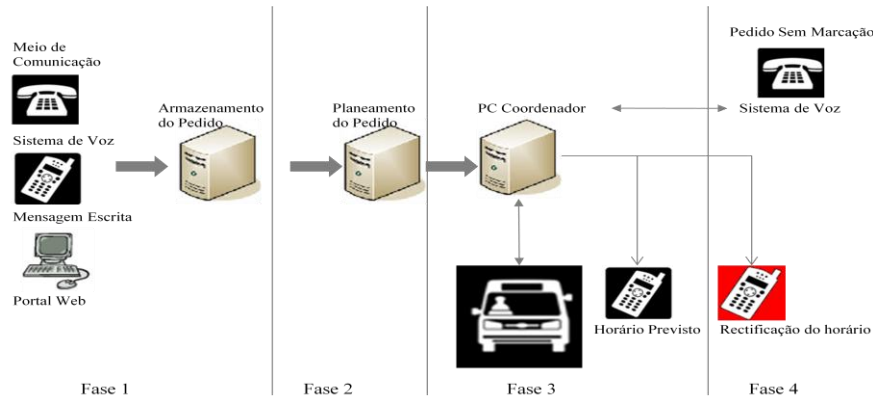 Meio de
Comunicação
Sistema de Voz
Mensagem Escrita
Portal Web
Armazenamento
do Pedido
Planeamento
do Pedido
PC Coordenador
Pedido Sem Marcação
Sistema de Voz
Horário Previsto
Rectificação do horário
Fase 1
Fase 2
Fase 3
Fase 4